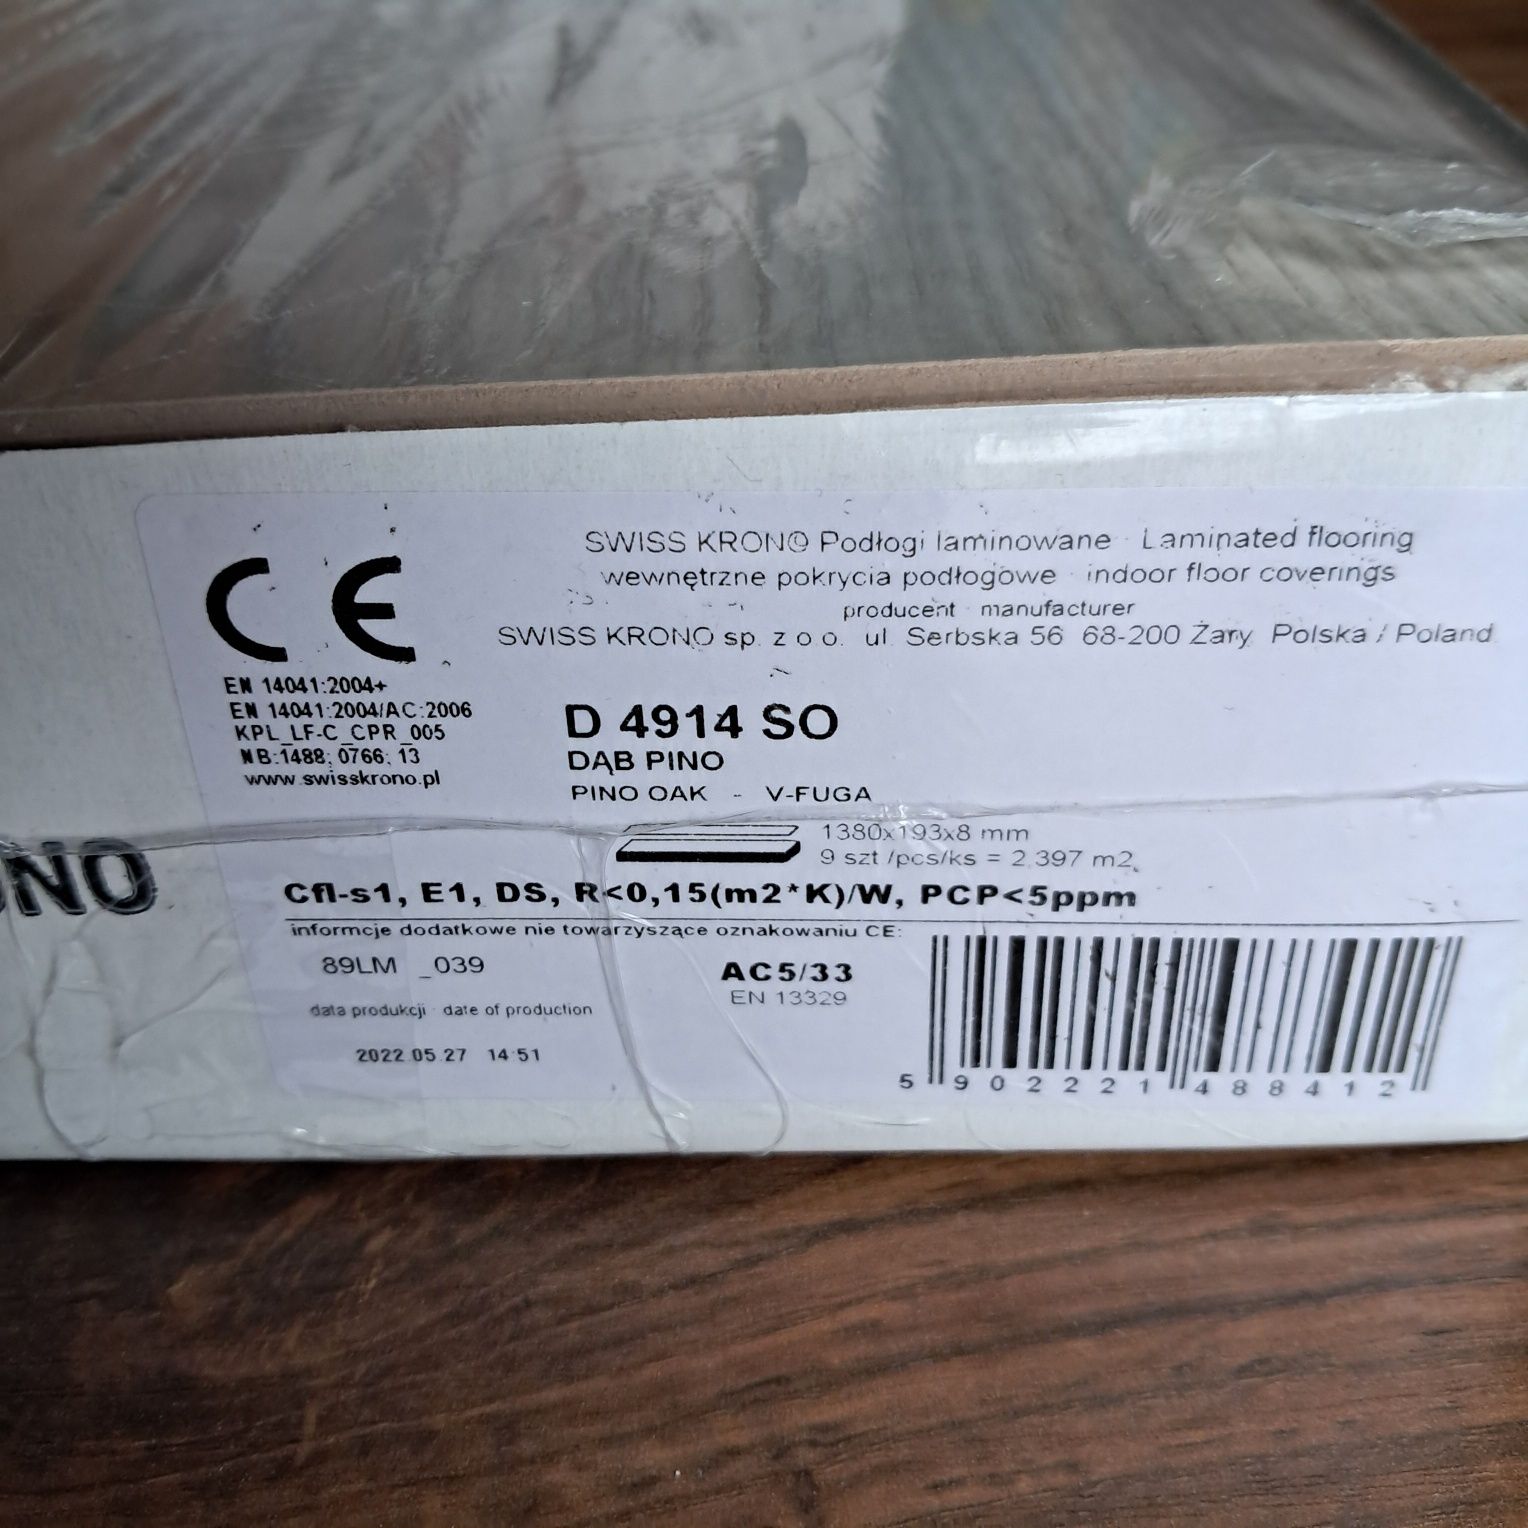 SWISS KRONO Podłogi laminowane · Laminated flooring
wewnętrzne pokrycia podłogowe · indoor floor coverings
producent · manufacturer
SWISS KRONO sp. z o.o. ul. Serbska 56 68-200 Żary Polska / Poland
CE
EN 14041:2004+
EN 14041:2004/AC:2006
KPL_LF-C_CPR_005
NB:1488; 0766; 13
www.swisskrono.pl
D 4914 SO
DĄB PINO
PINO OAK - V-FUGA
1380x193x8 mm
9 szt./pcs/ks = 2.397 m2
ONO
Cfl-s1, E1, DS, R<0,15(m2*K)/W, PCP<5ppm
informcje dodatkowe nie towarzyszące oznakowaniu CE:
89LM _039
AC5/33
EN 13329
data produkcji · date of production
2022.05.27 14:51
5 902221 488412